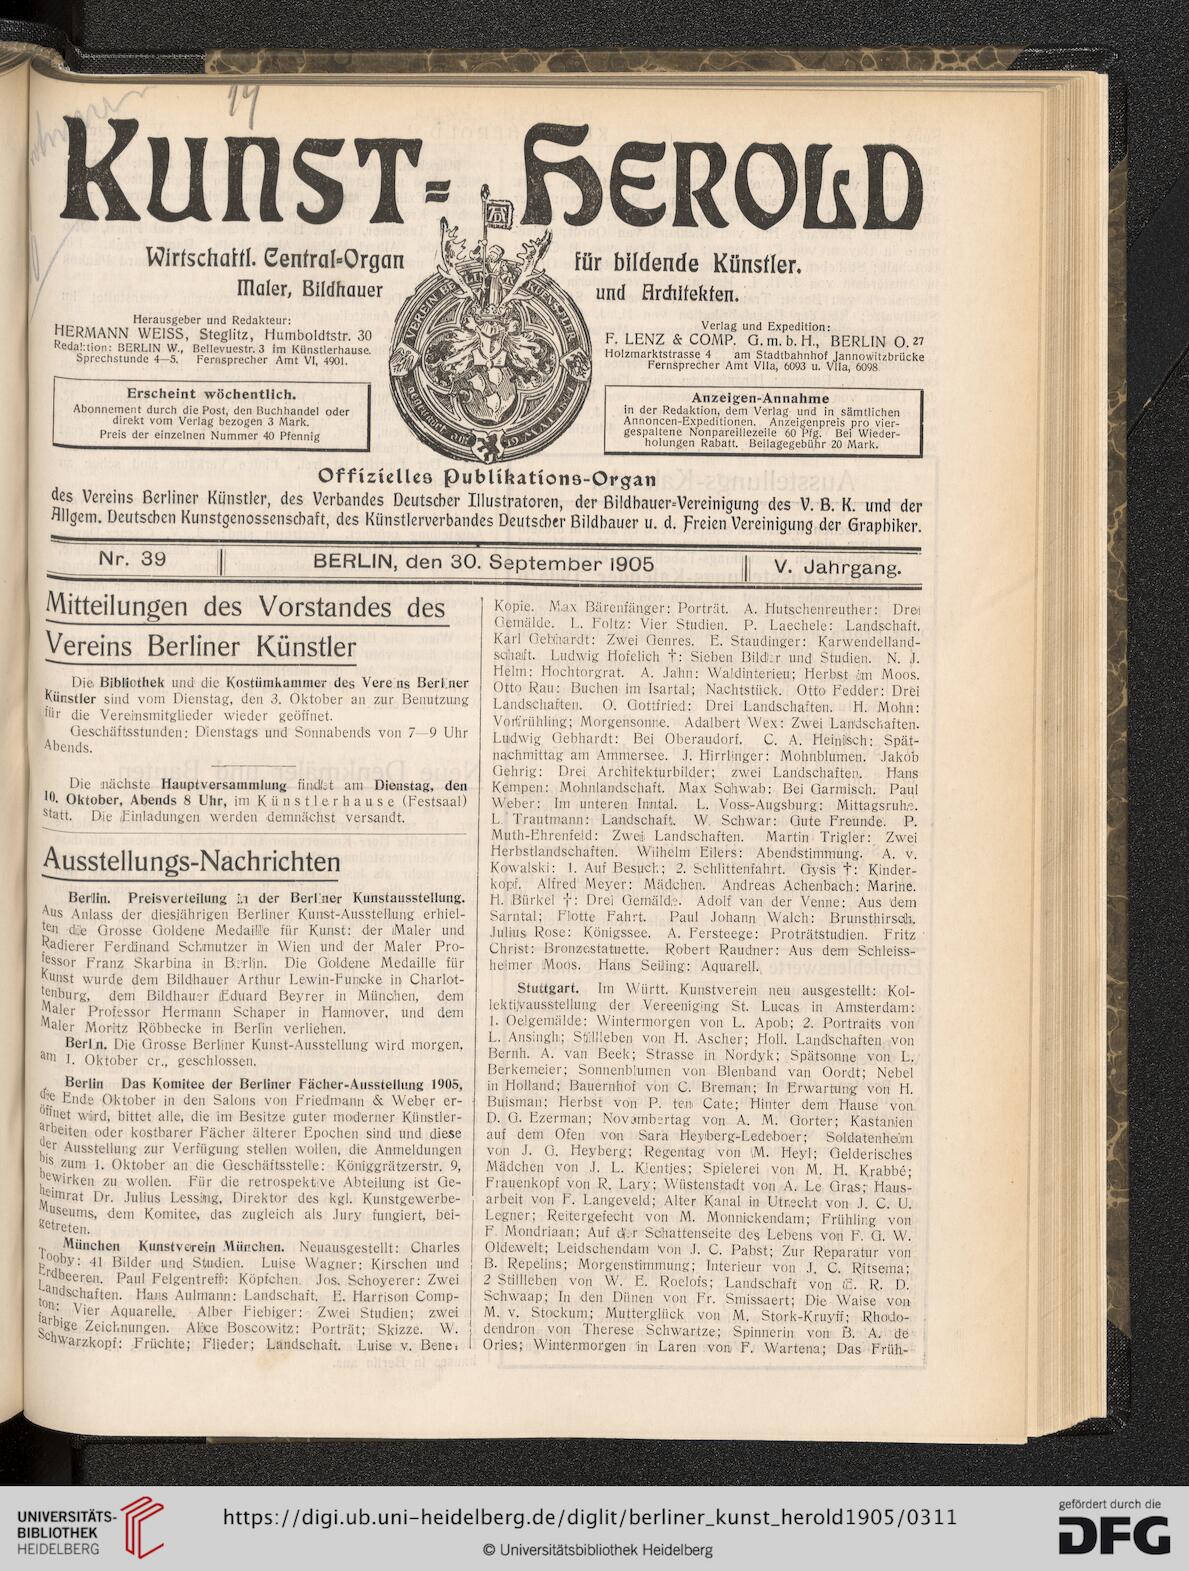 19
KUNST-HEROLD
Wirtschaftl. Central-Organ für bildende Künstler,
Maler, Bildhauer und Architekten.
Herausgeber und Redakteur:
HERMANN WEISS, Steglitz, Humboldtstr. 30
Redaktion: BERLIN W., Bellevuestr. 3 im Künstlerhause.
Sprechstunde 4—5. Fernsprecher Amt VI, 4901.
Verlag und Expedition:
F. LENZ & COMP. G. m. b. H., BERLIN O. 27
Holzmarktstrasse 4 am Stadtbahnhof Jannowitzbrücke
Fernsprecher Amt VIIa, 6093 u. VIIa, 6098
Erscheint wöchentlich.
Abonnement durch die Post, den Buchhandel oder
direkt vom Verlag bezogen 3 Mark.
Preis der einzelnen Nummer 40 Pfennig
Anzeigen-Annahme
in der Redaktion, dem Verlag und in sämtlichen
Annoncen-Expeditionen. Anzeigenpreis pro vier-
gespaltene Nonpareillezeile 60 Pfg. Bei Wieder-
holungen Rabatt. Beilagegebühr 20 Mark.
Offizielles Publikations-Organ
des Vereins Berliner Künstler, des Verbandes Deutscher Illustratoren, der Bildhauer-Vereinigung des V. B. K. und der
Allgem. Deutschen Kunstgenossenschaft, des Künstlerverbandes Deutscher Bildhauer u. d. Freien Vereinigung der Graphiker.
Nr. 39 BERLIN, den 30. September 1905 V. Jahrgang.
Mitteilungen des Vorstandes des
Vereins Berliner Künstler
Die Bibliothek und die Kostümkammer des Vereins Berliner
Künstler sind vom Dienstag, den 3. Oktober an zur Benutzung
für die Vereinsmitglieder wieder geöffnet.
Geschäftsstunden: Dienstags und Sonnabends von 7—9 Uhr
Abends.
Die nächste Hauptversammlung findet am Dienstag, den
10. Oktober, Abends 8 Uhr, im Künstlerhause (Festsaal)
statt. Die Einladungen werden demnächst versandt.
Ausstellungs-Nachrichten
Berlin. Preisverteilung in der Berliner Kunstausstellung.
Aus Anlass der diesjährigen Berliner Kunst-Ausstellung erhiel-
ten die Grosse Goldene Medaille für Kunst: der Maler und
Radierer Ferdinand Schmutzer in Wien und der Maler Pro-
fessor Franz Skarbina in Berlin. Die Goldene Medaille für
Kunst wurde dem Bildhauer Arthur Lewin-Funcke in Charlot-
tenburg, dem Bildhauer Eduard Beyrer in München, dem
Maler Professor Hermann Schaper in Hannover, und dem
Maler Moritz Röbbecke in Berlin verliehen.
Berlin. Die Grosse Berliner Kunst-Ausstellung wird morgen,
am 1. Oktober cr., geschlossen.
Berlin Das Komitee der Berliner Fächer-Ausstellung 1905,
die Ende Oktober in den Salons von Friedmann & Weber er-
öffnet wird, bittet alle, die im Besitze guter moderner Künstler-
arbeiten oder kostbarer Fächer älterer Epochen sind und diese
der Ausstellung zur Verfügung stellen wollen, die Anmeldungen
bis zum 1. Oktober an die Geschäftsstelle: Königgrätzerstr. 9,
bewirken zu wollen. Für die retrospektive Abteilung ist Ge-
heimrat Dr. Julius Lessing, Direktor des kgl. Kunstgewerbe-
Museums, dem Komitee, das zugleich als Jury fungiert, bei-
getreten.
München Kunstverein München. Neuausgestellt: Charles
Tooby: 41 Bilder und Studien. Luise Wagner: Kirschen und
Erdbeeren. Paul Felgentreff: Köpfchen. Jos. Schoyerer: Zwei
Landschaften. Hans Aulmann: Landschaft. E. Harrison Comp-
ton: Vier Aquarelle. Alber Fiebiger: Zwei Studien; zwei
farbige Zeichnungen. Alice Boscowitz: Porträt; Skizze. W.
Schwarzkopf: Früchte; Flieder; Landschaft. Luise v. Bene,
Kopie. Max Bärenfänger: Porträt. A. Hutschenreuther: Drei
Gemälde. L. Foltz: Vier Studien. P. Laechele: Landschaft.
Karl Gebhardt: Zwei Genres. E. Staudinger: Karwendelland-
schaft. Ludwig Hofelich †: Sieben Bilder und Studien. N. J.
Helm: Hochtorgrat. A. Jahn: Waldinterieu; Herbst im Moos.
Otto Rau: Buchen im Isartal; Nachtstück. Otto Fedder: Drei
Landschaften. O. Gottfried: Drei Landschaften. H. Mohn:
Vorfrühling; Morgensonne. Adalbert Wex: Zwei Landschaften.
Ludwig Gebhardt: Bei Oberaudorf. C. A. Heinisch: Spät-
nachmittag am Ammersee. J. Hirrlinger: Mohnblumen. Jakob
Gehrig: Drei Architekturbilder; zwei Landschaften. Hans
Kempen: Mohnlandschaft. Max Schwab: Bei Garmisch. Paul
Weber: Im unteren Inntal. L. Voss-Augsburg: Mittagsruhe.
L. Trautmann: Landschaft. W. Schwar: Gute Freunde. P.
Muth-Ehrenfeld: Zwei Landschaften. Martin Trigler: Zwei
Herbstlandschaften. Wilhelm Eilers: Abendstimmung. A. v.
Kowalski: 1. Auf Besuch; 2. Schlittenfahrt. Gysis †: Kinder-
kopf. Alfred Meyer: Mädchen. Andreas Achenbach: Marine.
H. Bürkel †: Drei Gemälde. Adolf van der Venne: Aus dem
Sarntal; Flotte Fahrt. Paul Johann Walch: Brunsthirsch.
Julius Rose: Königssee. A. Fersteege: Proträtstudien. Fritz
Christ: Bronzestatuette. Robert Raudner: Aus dem Schleiss-
heimer Moos. Hans Seiling: Aquarell.
Stuttgart. Im Württ. Kunstverein neu ausgestellt: Kol-
lektivausstellung der Vereeniging St. Lucas in Amsterdam:
1. Oelgemälde: Wintermorgen von L. Apob; 2. Portraits von
L. Ansingh; Stillleben von H. Ascher; Holl. Landschaften von
Bernh. A. van Beek; Strasse in Nordyk; Spätsonne von L.
Berkemeier; Sonnenblumen von Blenband van Oordt; Nebel
in Holland; Bauernhof von C. Breman; In Erwartung von H.
Buisman; Herbst von P. ten Cate; Hinter dem Hause von
D. G. Ezerman; Novembertag von A. M. Gorter; Kastanien
auf dem Ofen von Sara Heyberg-Ledeboer; Soldatenheim
von J. G. Heyberg; Regentag von M. Heyl; Gelderisches
Mädchen von J. L. Kientjes; Spielerei von M. H. Krabbé;
Frauenkopf von R. Lary; Wüstenstadt von A. Le Gras; Haus-
arbeit von F. Langeveld; Alter Kanal in Utrecht von J. C. U.
Legner; Reitergefecht von M. Monnickendam; Frühling von
F. Mondriaan; Auf der Schattenseite des Lebens von F. G. W.
Oldewelt; Leidschendam von J. C. Pabst; Zur Reparatur von
B. Repelins; Morgenstimmung; Interieur von J. C. Ritsema;
2 Stillleben von W. E. Roelofs; Landschaft von E. R. D.
Schwaap; In den Dünen von Fr. Smissaert; Die Waise von
M. v. Stockum; Mutterglück von M. Stork-Kruyff; Rhodo-
dendron von Therese Schwartze; Spinnerin von B. A. de
Ories; Wintermorgen in Laren von F. Wartena; Das Früh-
UNIVERSITÄTS-
BIBLIOTHEK
HEIDELBERG
https://digi.ub.uni-heidelberg.de/diglit/berliner_kunst_herold1905/0311
© Universitätsbibliothek Heidelberg
gefördert durch die
DFG